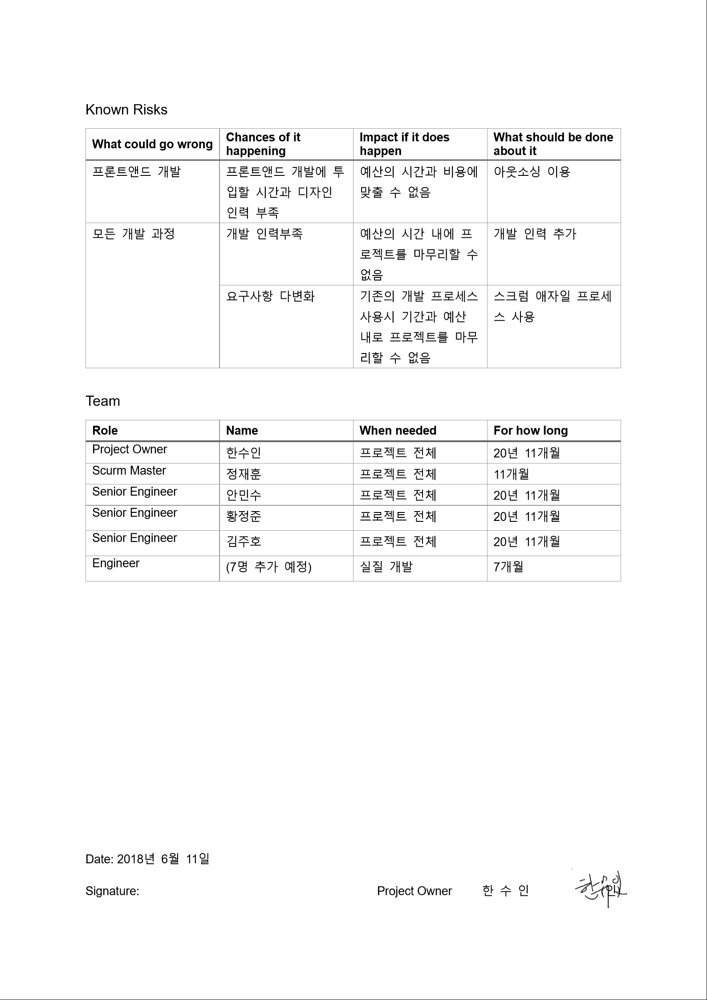 Known Risks
What could go wrong
Chances of it
happening
Impact if it does
happen
What should be done
about it
프론트앤드 개발
프론트앤드 개발에 투
입할 시간과 디자인
인력 부족
예산의 시간과 비용에
맞출 수 없음
아웃소싱 이용
모든 개발 과정
개발 인력부족
예산의 시간 내에 프
로젝트를 마무리할 수
없음
개발 인력 추가
요구사항 다변화
기존의 개발 프로세스
사용시 기간과 예산
내로 프로젝트를 마무
리할 수 없음
스크럼 애자일 프로세
스 사용
Team
Role Name When needed For how long
Project Owner 한수인 프로젝트 전체 20년 11개월
Scurm Master 정재훈 프로젝트 전체 11개월
Senior Engineer 안민수 프로젝트 전체 20년 11개월
Senior Engineer 황정준 프로젝트 전체 20년 11개월
Senior Engineer 김주호 프로젝트 전체 20년 11개월
Engineer (7명 추가 예정) 실질 개발 7개월
Date: 2018년 6월 11일
Signature: Project Owner 한 수 인 (인)
한수인